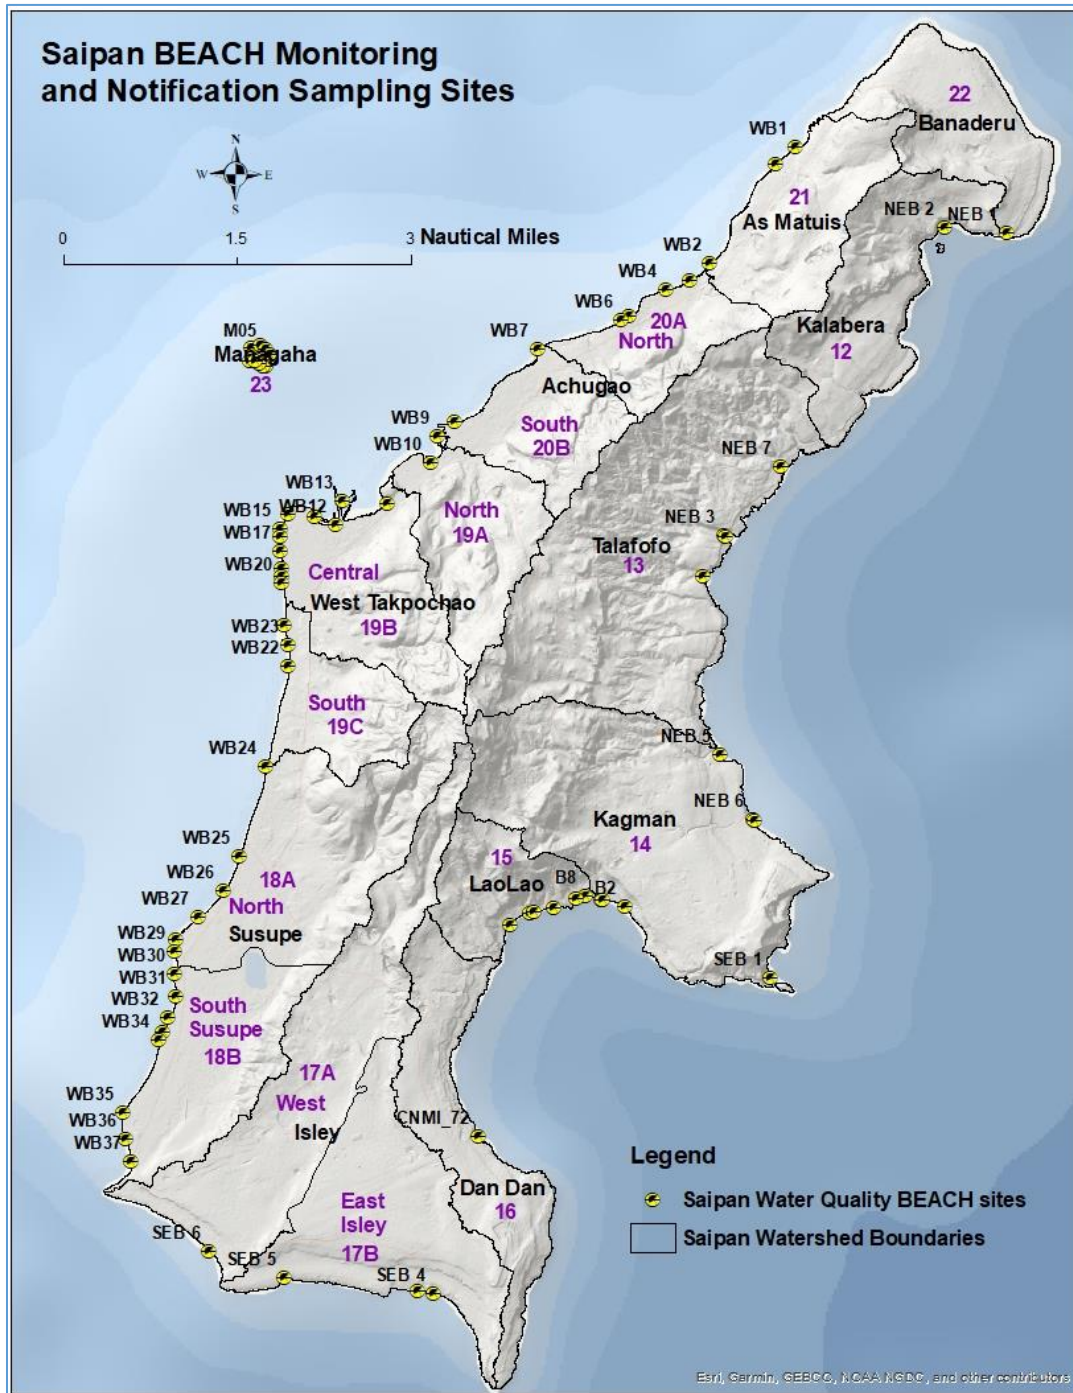 Saipan BEACH Monitoring
and Notification Sampling Sites
N
W E
S
0 1.5 3 Nautical Miles
22
Banaderu
WB1
21
As Matuis
NEB 2 NEB 1
WB2
WB4
WB6
20A
North
Kalabera
12
M05
Managaha
23
WB7
Achugao
South
20B
WB9
WB10
NEB 7
WB13
WB15 WB12
WB17
North
19A
NEB 3
Talafofo
13
WB20
Central
West Takpochao
19B
WB23
WB22
South
19C
NEB 5
WB24
NEB 6
Kagman
14
WB25
15
LaoLao
B8
B2
WB26
18A
North
Susupe
WB27
WB29
WB30
WB31
SEB 1
WB32
WB34
South
Susupe
18B
17A
West
Isley
WB35
WB36
WB37
CNMI_72
Dan Dan
16
East
Isley
17B
SEB 6
SEB 5
SEB 4
Legend
Saipan Water Quality BEACH sites
Saipan Watershed Boundaries
Esri, Garmin, GEBCO, NOAA NGDC, and other contributors